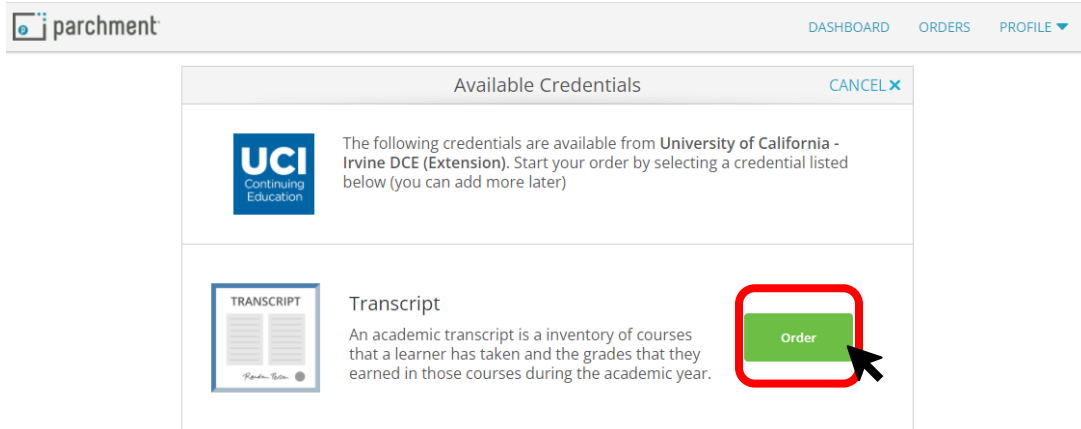 parchment
DASHBOARD ORDERS PROFILE
Available Credentials CANCEL X
UCI
Continuing
Education
The following credentials are available from University of California -
Irvine DCE (Extension). Start your order by selecting a credential listed
below (you can add more later)
TRANSCRIPT
Transcript
An academic transcript is a inventory of courses
that a learner has taken and the grades that they
earned in those courses during the academic year.
Order